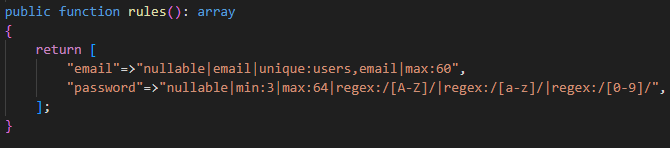 public function rules(): array
{
    return [
        "email"=>"nullable|email|unique:users,email|max:60",
        "password"=>"nullable|min:3|max:64|regex:/[A-Z]/|regex:/[a-z]/|regex:/[0-9]/",
    ];
}